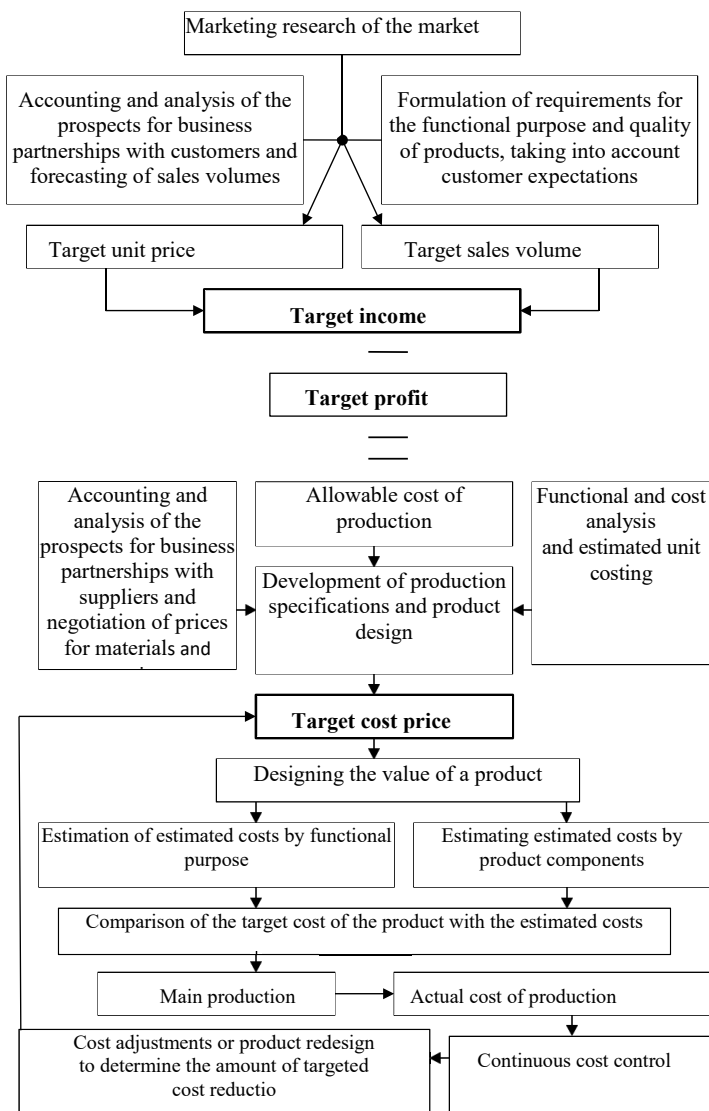 Marketing research of the market
Accounting and analysis of the
prospects for business
partnerships with customers and
forecasting of sales volumes
Formulation of requirements for
the functional purpose and quality
of products, taking into account
customer expectations
Target unit price
Target sales volume
Target income
Target profit
Accounting and
analysis of the
prospects for business
partnerships with
suppliers and
negotiation of prices
for materials and
Allowable cost of
production
Functional and cost
analysis
and estimated unit
costing
Development of production
specifications and product
design
Target cost price
Designing the value of a product
Estimation of estimated costs by functional
purpose
Estimating estimated costs by
product components
Comparison of the target cost of the product with the estimated costs
Main production
Actual cost of production
Cost adjustments or product redesign
to determine the amount of targeted
cost reductio
Continuous cost control